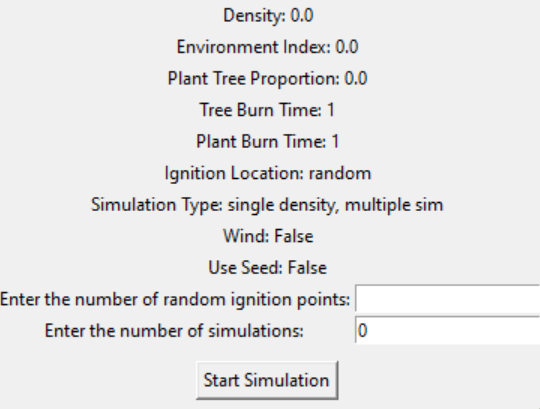 Density: 0.0
Environment Index: 0.0
Plant Tree Proportion: 0.0
Tree Burn Time: 1
Plant Burn Time: 1
Ignition Location: random
Simulation Type: single density, multiple sim
Wind: False
Use Seed: False
Enter the number of random ignition points:
Enter the number of simulations: 0
Start Simulation